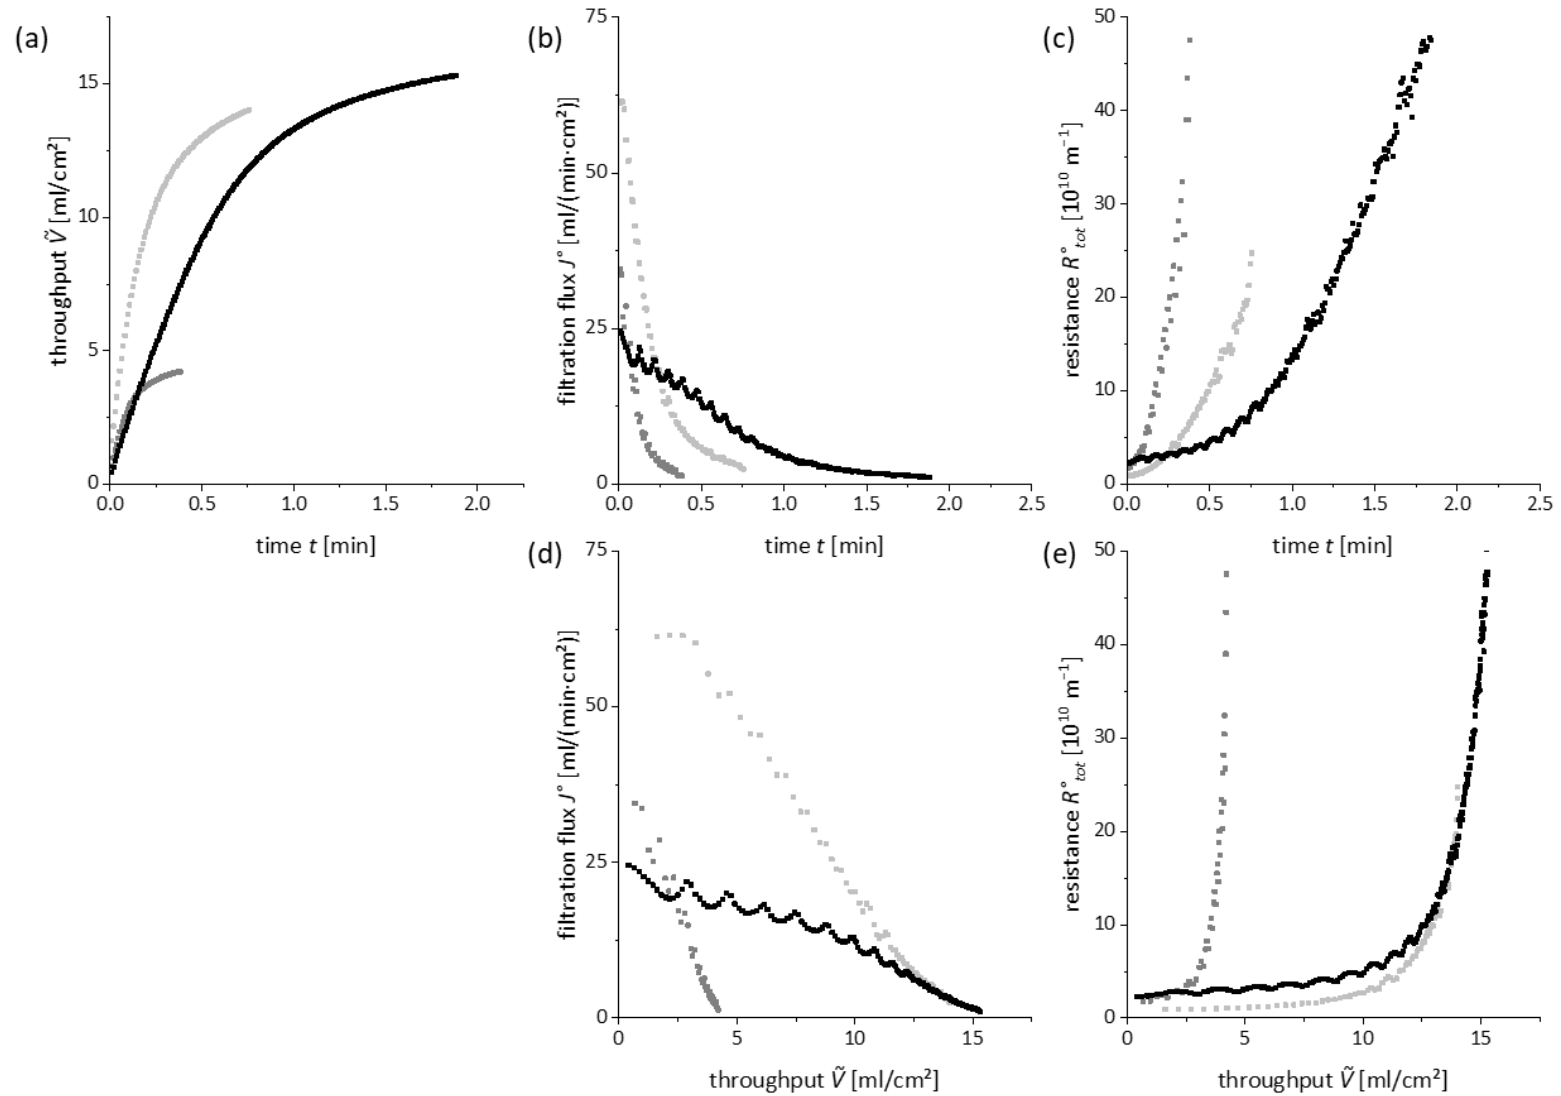 (a)
throughput Ṽ [ml/cm²]
15
10
5
0
0.0 0.5 1.0 1.5 2.0
time t [min]
(b)
filtration flux J° [ml/(min·cm²)]
75
50
25
0
0.0 0.5 1.0 1.5 2.0 2.5
time t [min]
(c)
resistance R°tot [10¹⁰ m⁻¹]
50
40
30
20
10
0
0.0 0.5 1.0 1.5 2.0 2.5
time t [min]
(d)
filtration flux J° [ml/(min·cm²)]
75
50
25
0
0 5 10 15
throughput Ṽ [ml/cm²]
(e)
resistance R°tot [10¹⁰ m⁻¹]
50
40
30
20
10
0
0 5 10 15
throughput Ṽ [ml/cm²]